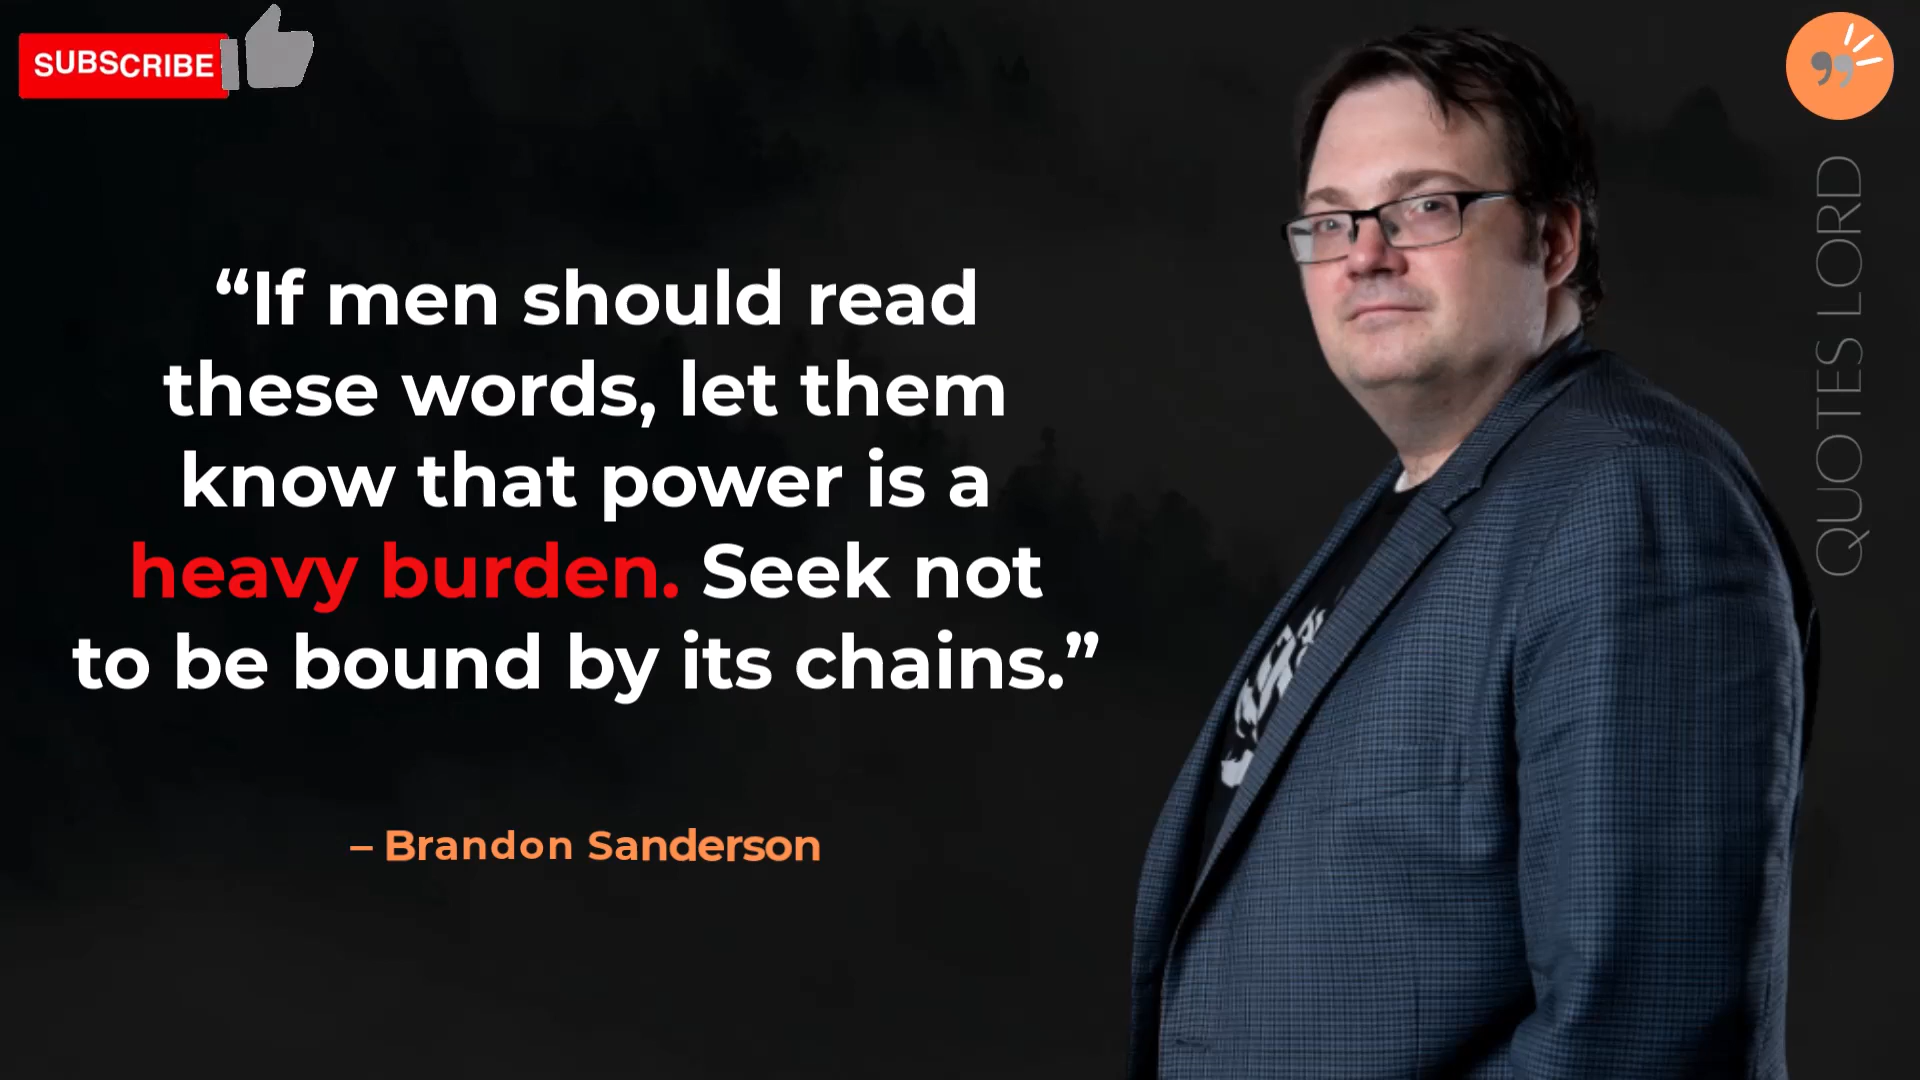 SUBSCRIBE
“If men should read
these words, let them
know that power is a
heavy burden. Seek not
to be bound by its chains.”
– Brandon Sanderson
QUOTES LORD